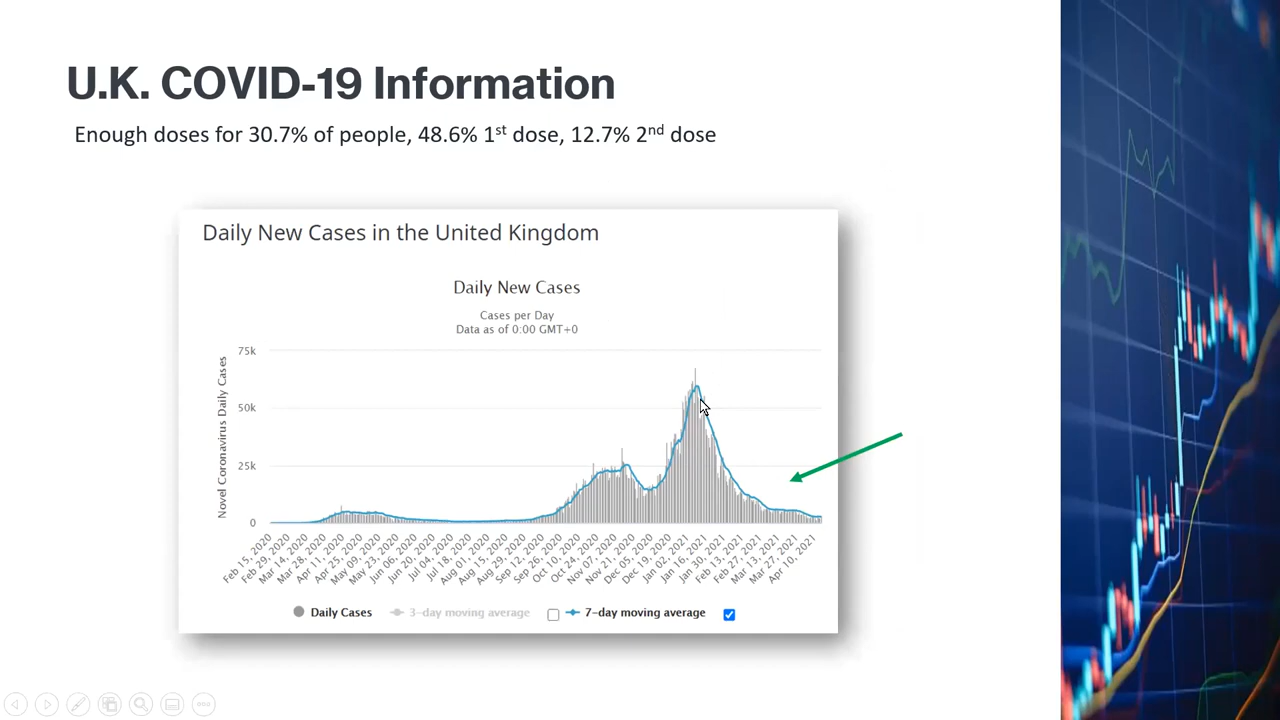 U.K. COVID-19 Information
Enough doses for 30.7% of people, 48.6% 1st dose, 12.7% 2nd dose
Daily New Cases in the United Kingdom
Daily New Cases
Cases per Day
Data as of 0:00 GMT+0
Novel Coronavirus Daily Cases
75k
50k
25k
0
Feb 15, 2020
Feb 29, 2020
Mar 14, 2020
Mar 28, 2020
Apr 11, 2020
Apr 25, 2020
May 09, 2020
May 23, 2020
Jun 06, 2020
Jun 20, 2020
Jul 04, 2020
Jul 18, 2020
Aug 01, 2020
Aug 15, 2020
Aug 29, 2020
Sep 12, 2020
Sep 26, 2020
Oct 10, 2020
Oct 24, 2020
Nov 07, 2020
Nov 21, 2020
Dec 05, 2020
Dec 19, 2020
Jan 02, 2021
Jan 16, 2021
Jan 30, 2021
Feb 13, 2021
Feb 27, 2021
Mar 13, 2021
Mar 27, 2021
Apr 10, 2021
Daily Cases
3-day moving average
7-day moving average